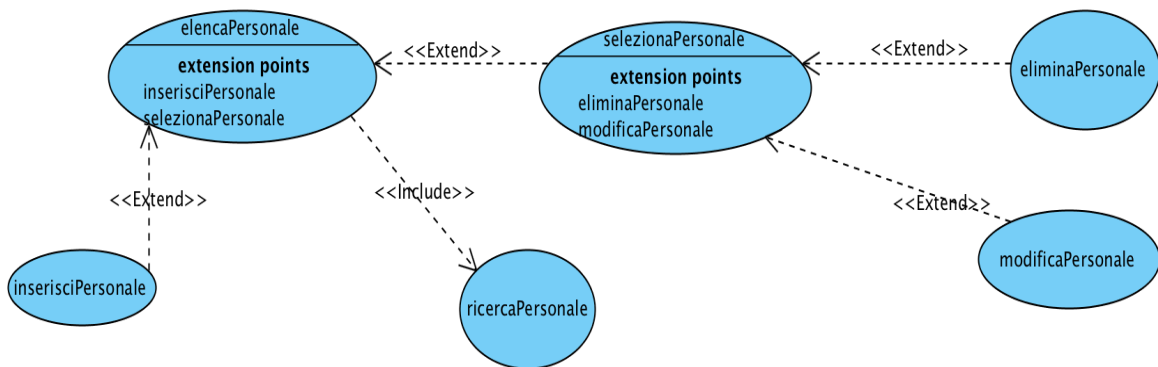 elencaPersonale
extension points
inserisciPersonale
selezionaPersonale
<<Extend>>
selezionaPersonale
extension points
eliminaPersonale
modificaPersonale
<<Extend>>
eliminaPersonale
<<Extend>>
<<Include>>
<<Extend>>
inserisciPersonale
ricercaPersonale
modificaPersonale